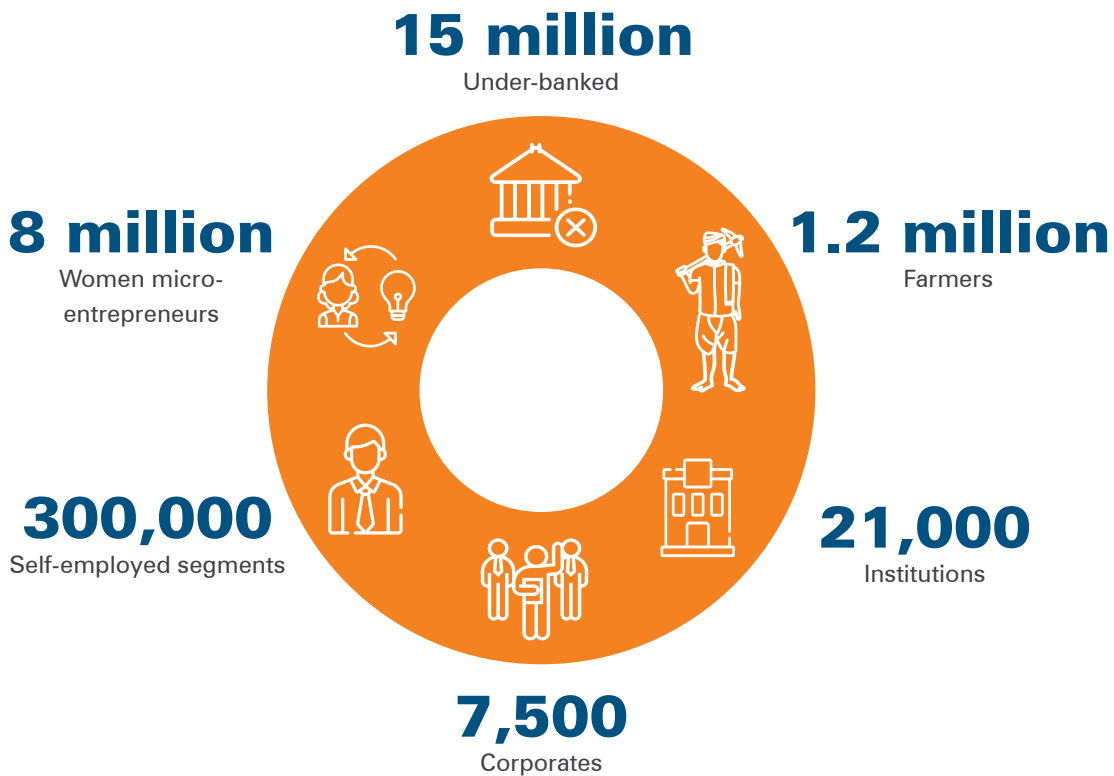 15 million
Under-banked
8 million
Women micro-
entrepreneurs
1.2 million
Farmers
300,000
Self-employed segments
21,000
Institutions
7,500
Corporates